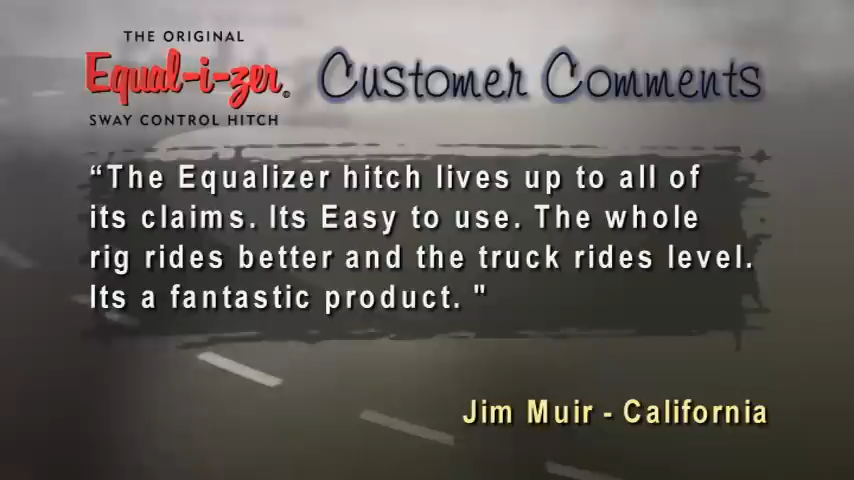 THE ORIGINAL
Equal-i-zer®
SWAY CONTROL HITCH
Customer Comments
“The Equalizer hitch lives up to all of
its claims. Its Easy to use. The whole
rig rides better and the truck rides level.
Its a fantastic product. "
Jim Muir - California